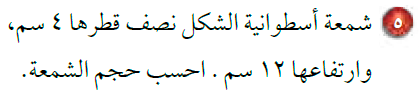 ٥ شمعة أسطوانية الشكل نصف قطرها ٤ سم،
وارتفاعها ١٢ سم . احسب حجم الشمعة.